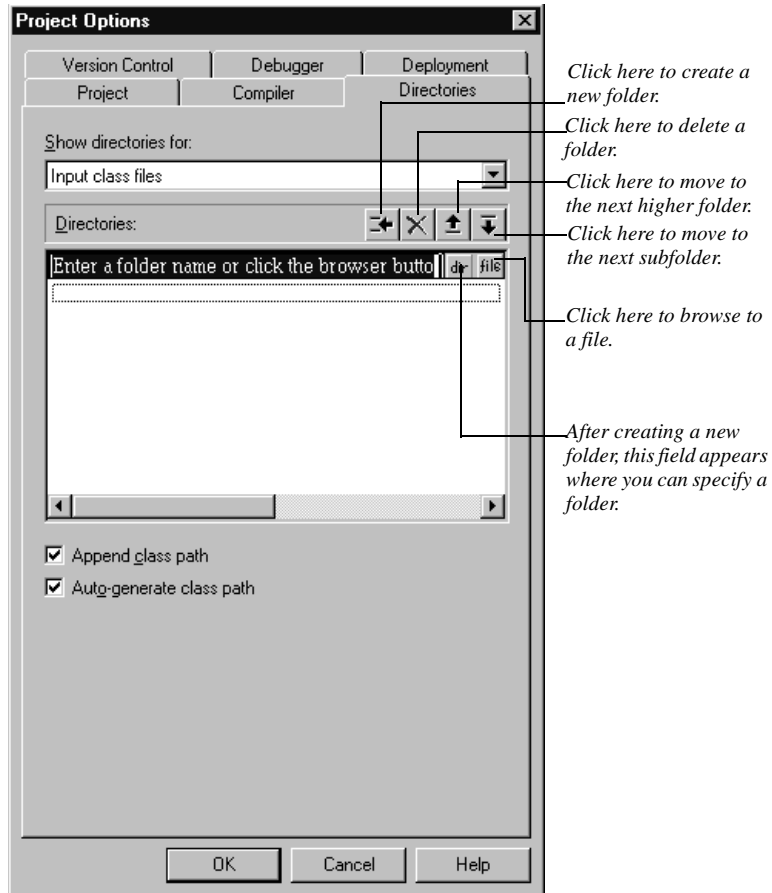 Project Options
Version Control
Debugger
Deployment
Project
Compiler
Directories
Show directories for:
Input class files
Directories:
Enter a folder name or click the browser butto
dir
file
Append class path
Auto-generate class path
OK
Cancel
Help
Click here to create a
new folder.
Click here to delete a
folder.
Click here to move to
the next higher folder.
Click here to move to
the next subfolder.
Click here to browse to
a file.
After creating a new
folder, this field appears
where you can specify a
folder.